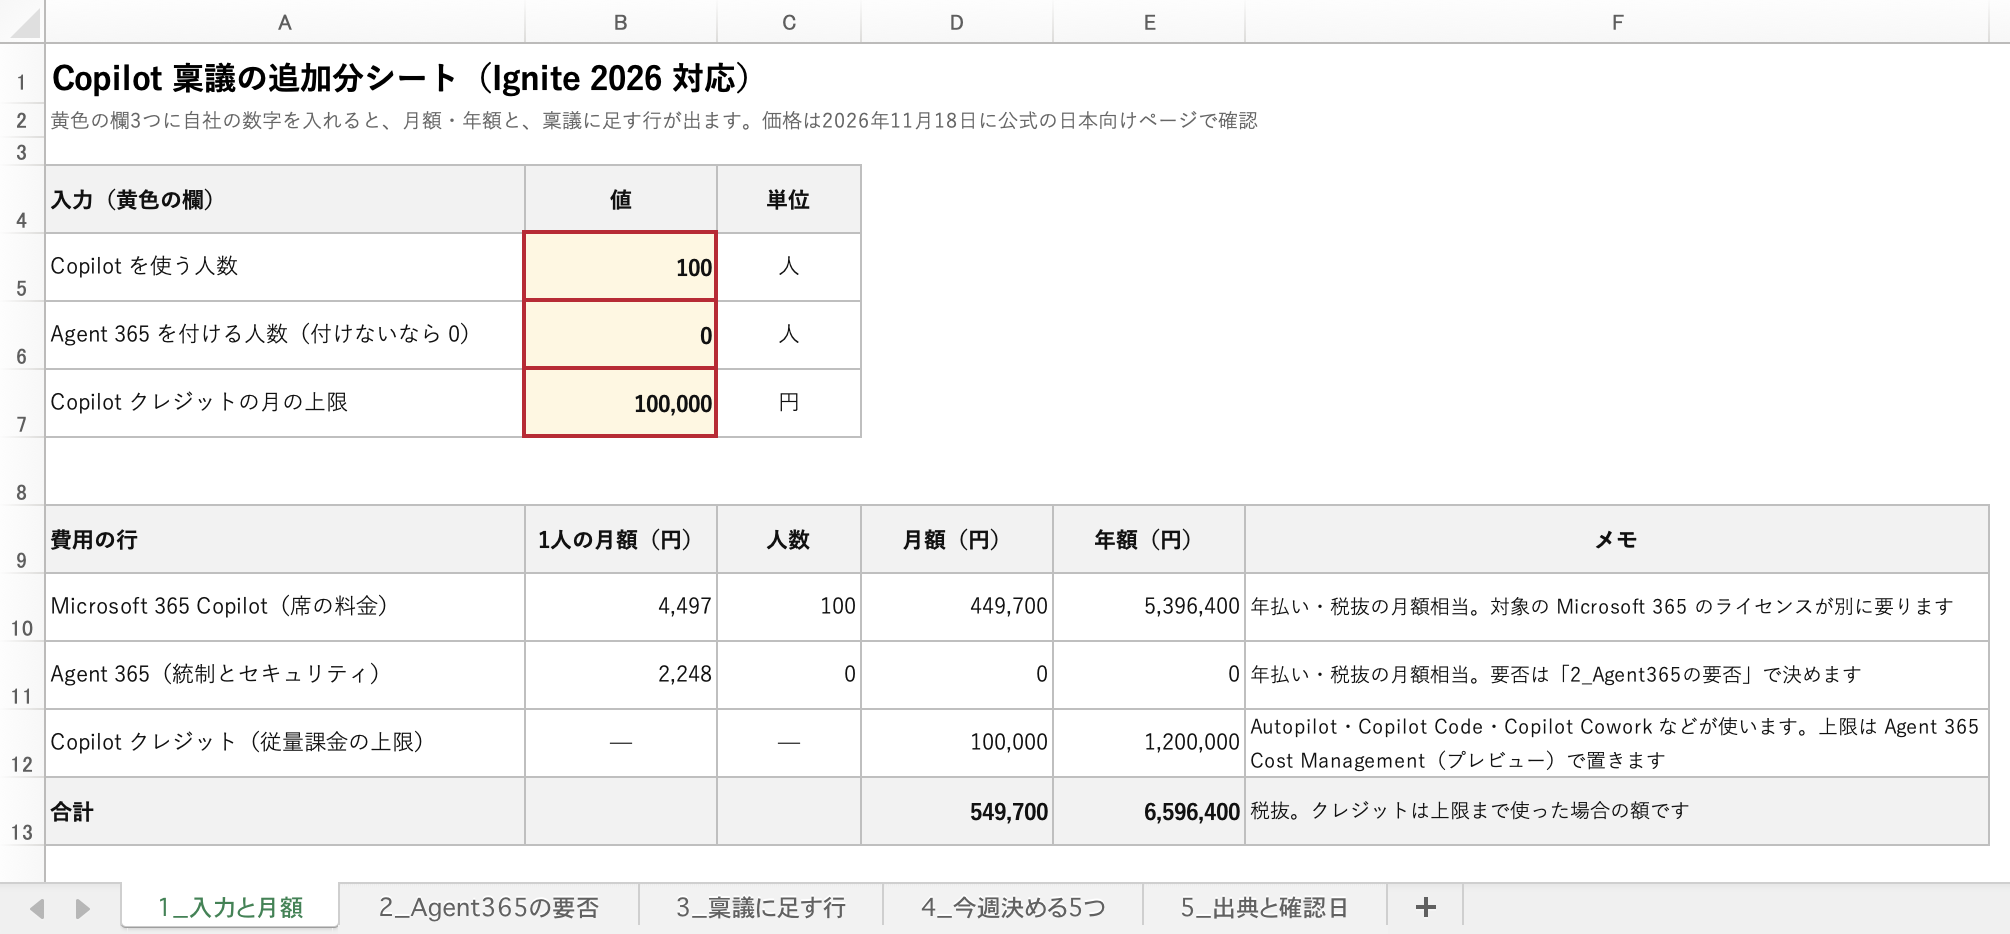 A B C D E F
1 Copilot 稟議の追加分シート（Ignite 2026 対応）
2 黄色の欄3つに自社の数字を入れると、月額・年額と、稟議に足す行が出ます。価格は2026年11月18日に公式の日本向けページで確認
3
4 入力（黄色の欄） 値 単位
5 Copilot を使う人数 100 人
6 Agent 365 を付ける人数（付けないなら 0） 0 人
7 Copilot クレジットの月の上限 100,000 円
8
9 費用の行 1人の月額（円） 人数 月額（円） 年額（円） メモ
10 Microsoft 365 Copilot（席の料金） 4,497 100 449,700 5,396,400 年払い・税抜の月額相当。対象の Microsoft 365 のライセンスが別に要ります
11 Agent 365（統制とセキュリティ） 2,248 0 0 0 年払い・税抜の月額相当。要否は「2_Agent365の要否」で決めます
12 Copilot クレジット（従量課金の上限） — — 100,000 1,200,000 Autopilot・Copilot Code・Copilot Cowork などが使います。上限は Agent 365
Cost Management（プレビュー）で置きます
13 合計 549,700 6,596,400 税抜。クレジットは上限まで使った場合の額です
1_入力と月額 2_Agent365の要否 3_稟議に足す行 4_今週決める5つ 5_出典と確認日 +